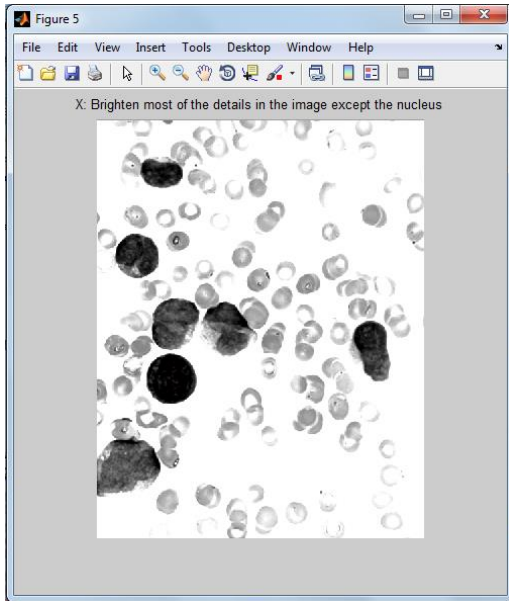 Figure 5
File Edit View Insert Tools Desktop Window Help
X: Brighten most of the details in the image except the nucleus